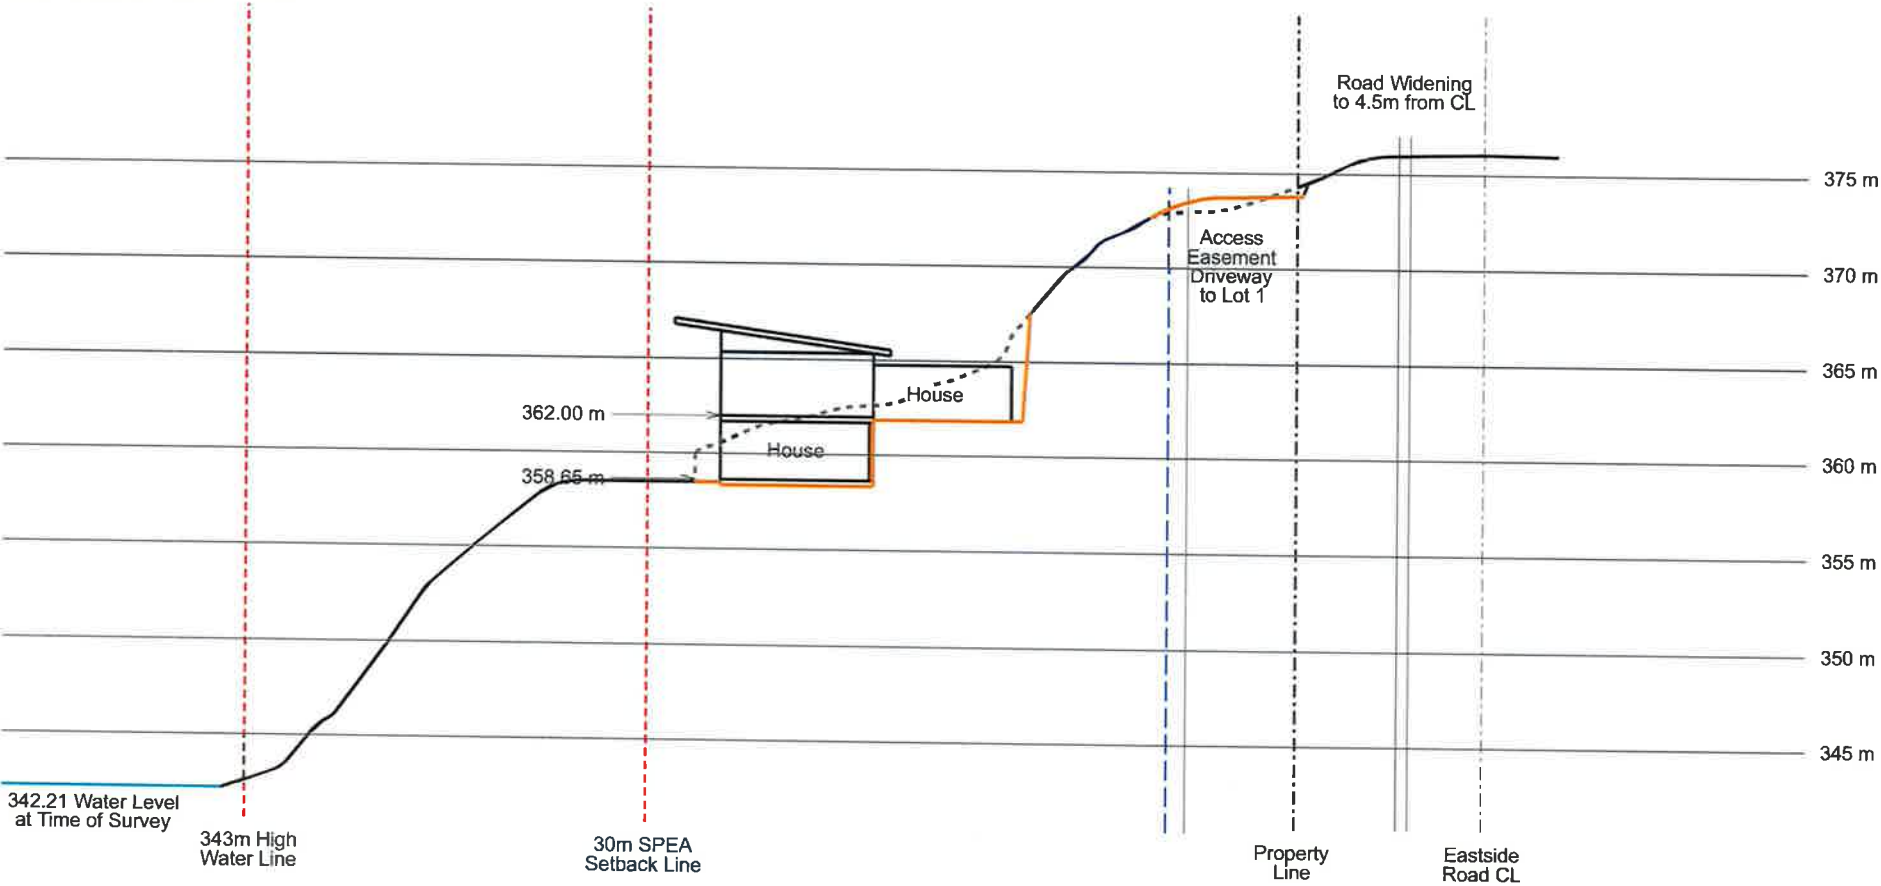 Road Widening
to 4.5m from CL
375 m
Access
Easement
Driveway
to Lot 1
370 m
365 m
House
362.00 m
House
360 m
358.65 m
355 m
350 m
345 m
342.21 Water Level
at Time of Survey
343m High
Water Line
30m SPEA
Setback Line
Property
Line
Eastside
Road CL